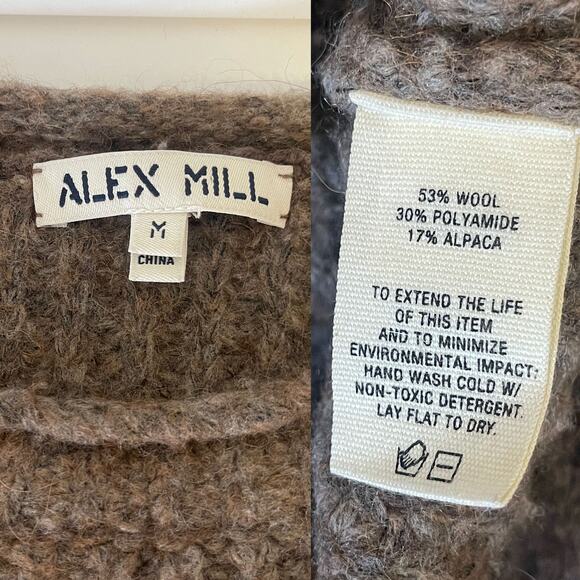 ALEX MILL
M
CHINA
53% WOOL
30% POLYAMIDE
17% ALPACA
TO EXTEND THE LIFE
OF THIS ITEM
AND TO MINIMIZE
ENVIRONMENTAL IMPACT:
HAND WASH COLD W/
NON-TOXIC DETERGENT.
LAY FLAT TO DRY.